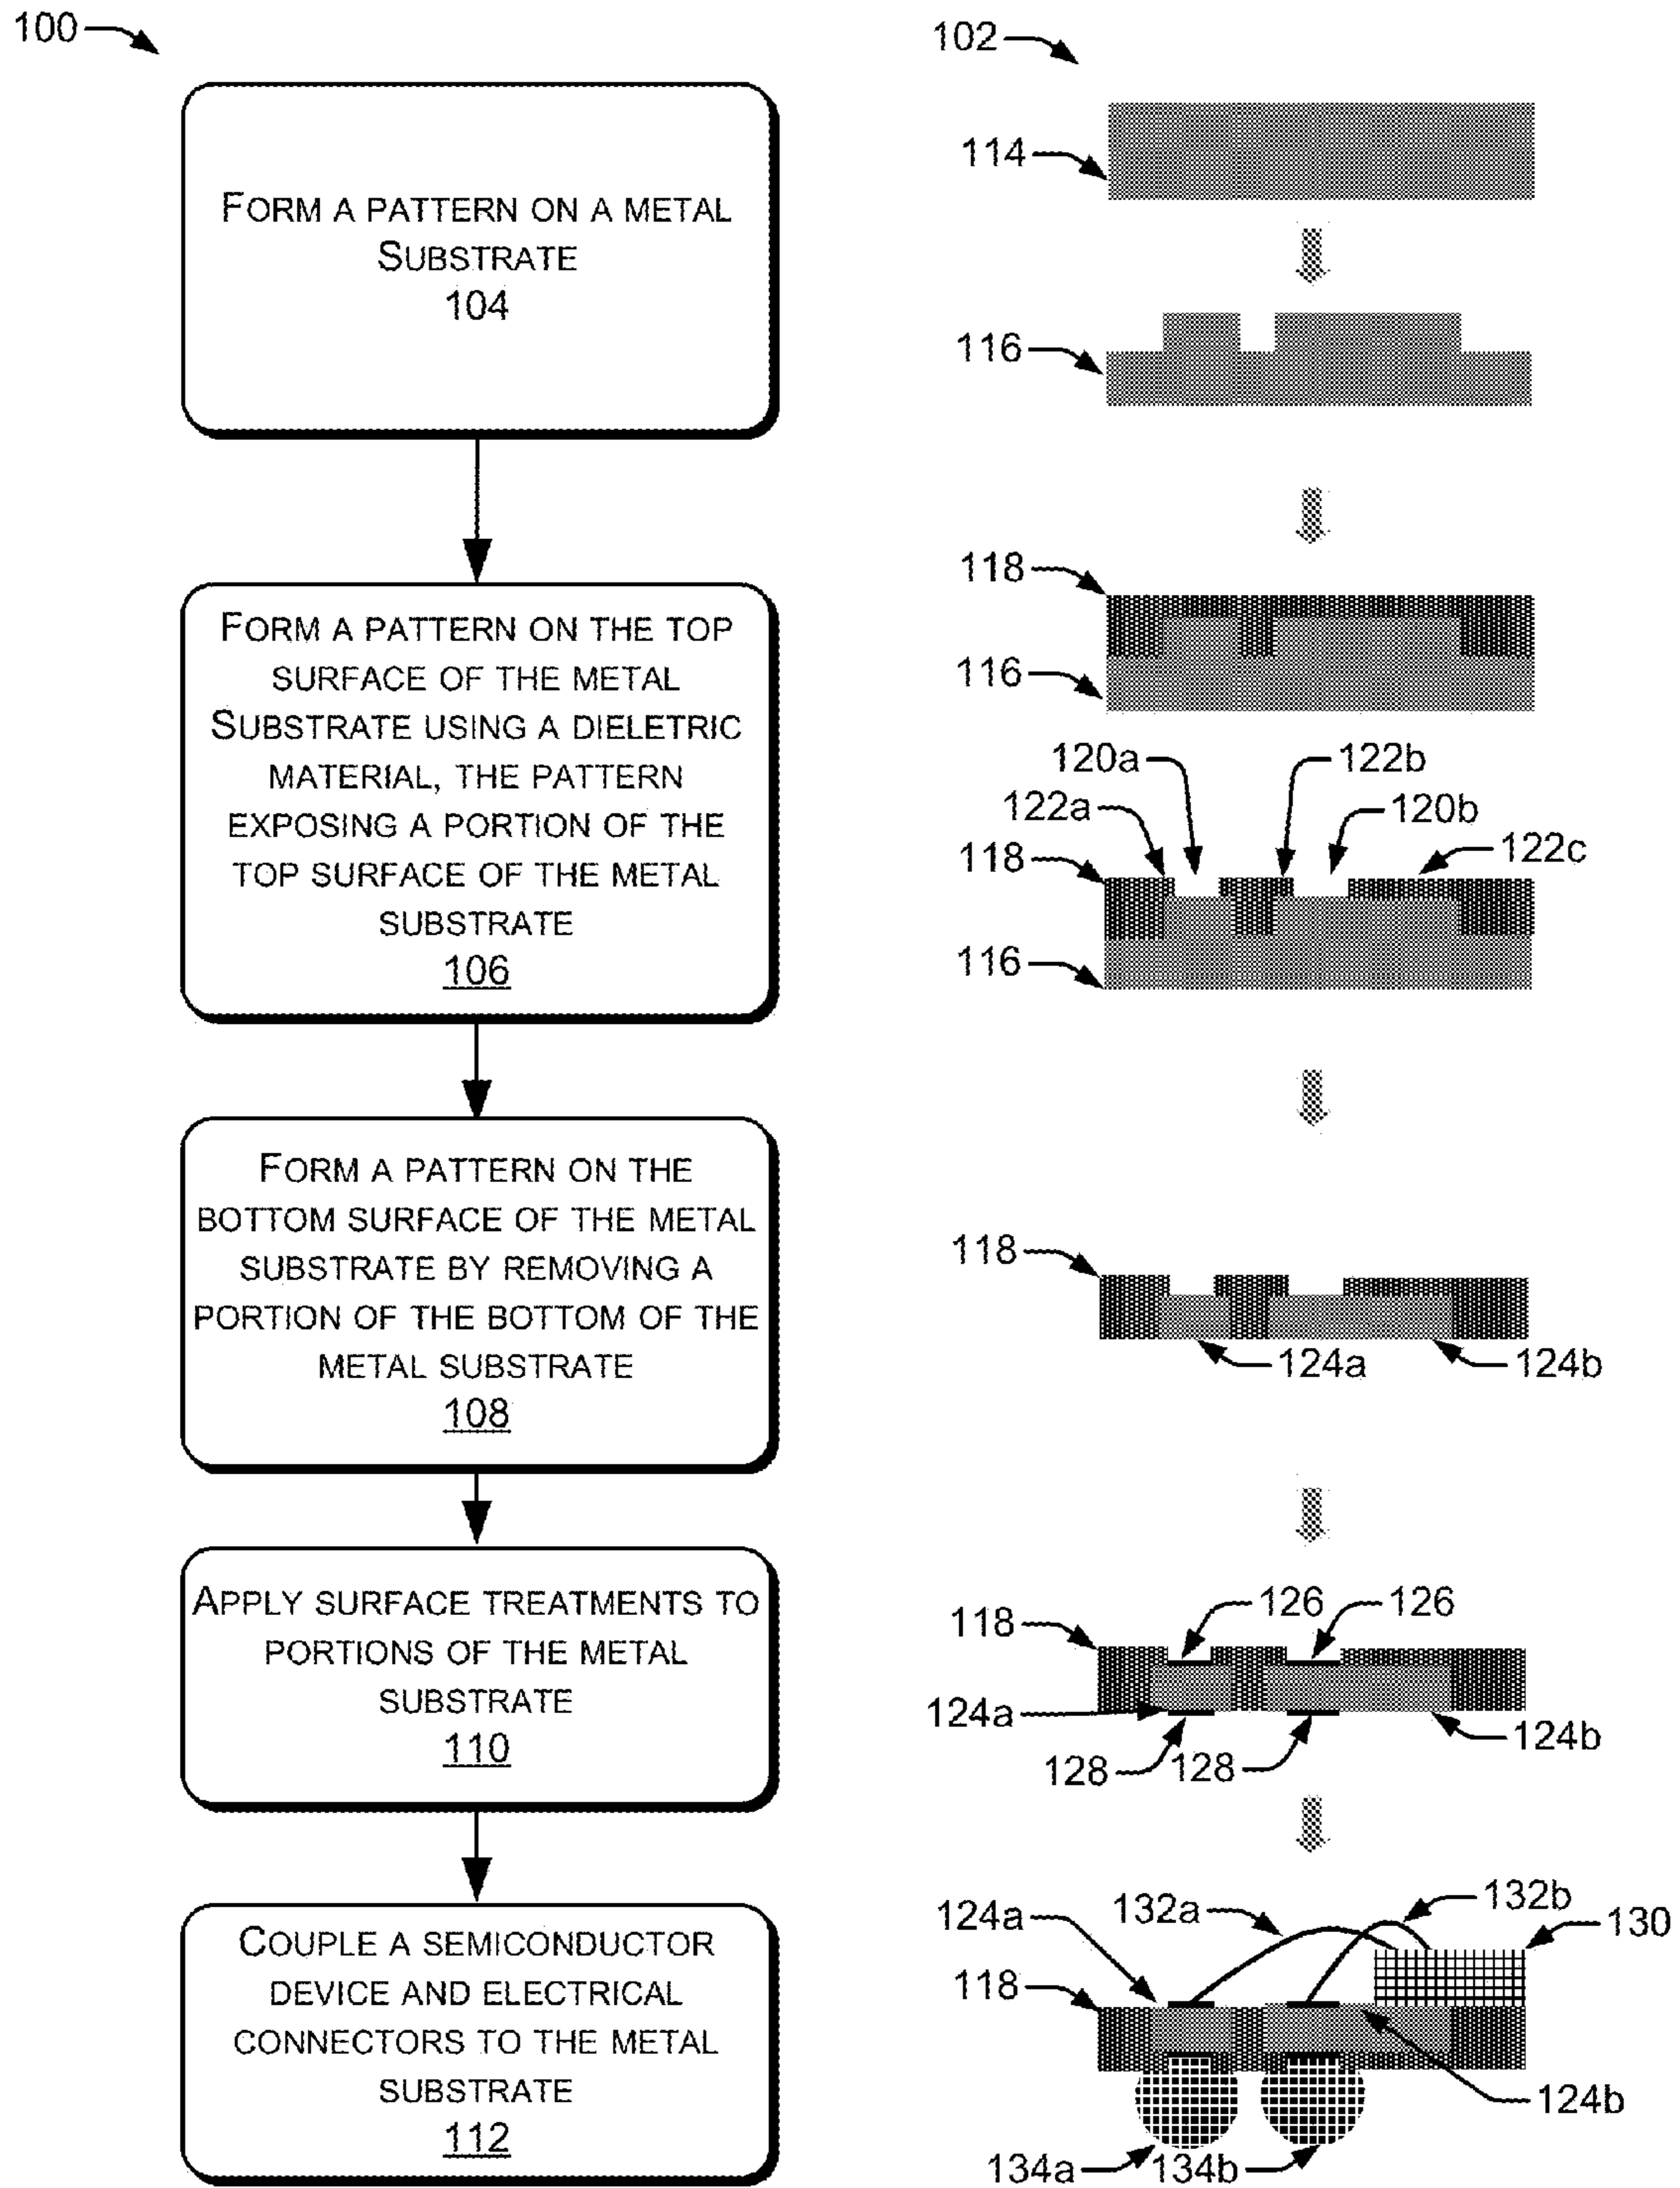 100
FORM A PATTERN ON A METAL
SUBSTRATE
104
FORM A PATTERN ON THE TOP
SURFACE OF THE METAL
SUBSTRATE USING A DIELETRIC
MATERIAL, THE PATTERN
EXPOSING A PORTION OF THE
TOP SURFACE OF THE METAL
SUBSTRATE
106
FORM A PATTERN ON THE
BOTTOM SURFACE OF THE METAL
SUBSTRATE BY REMOVING A
PORTION OF THE BOTTOM OF THE
METAL SUBSTRATE
108
APPLY SURFACE TREATMENTS TO
PORTIONS OF THE METAL
SUBSTRATE
110
COUPLE A SEMICONDUCTOR
DEVICE AND ELECTRICAL
CONNECTORS TO THE METAL
SUBSTRATE
112
102
114
116
118
116
120a 122b
122a 120b
118 122c
116
118
124a 124b
126 126
118
124a
124b
128 128
132b
124a 132a 130
118
124b
134a 134b